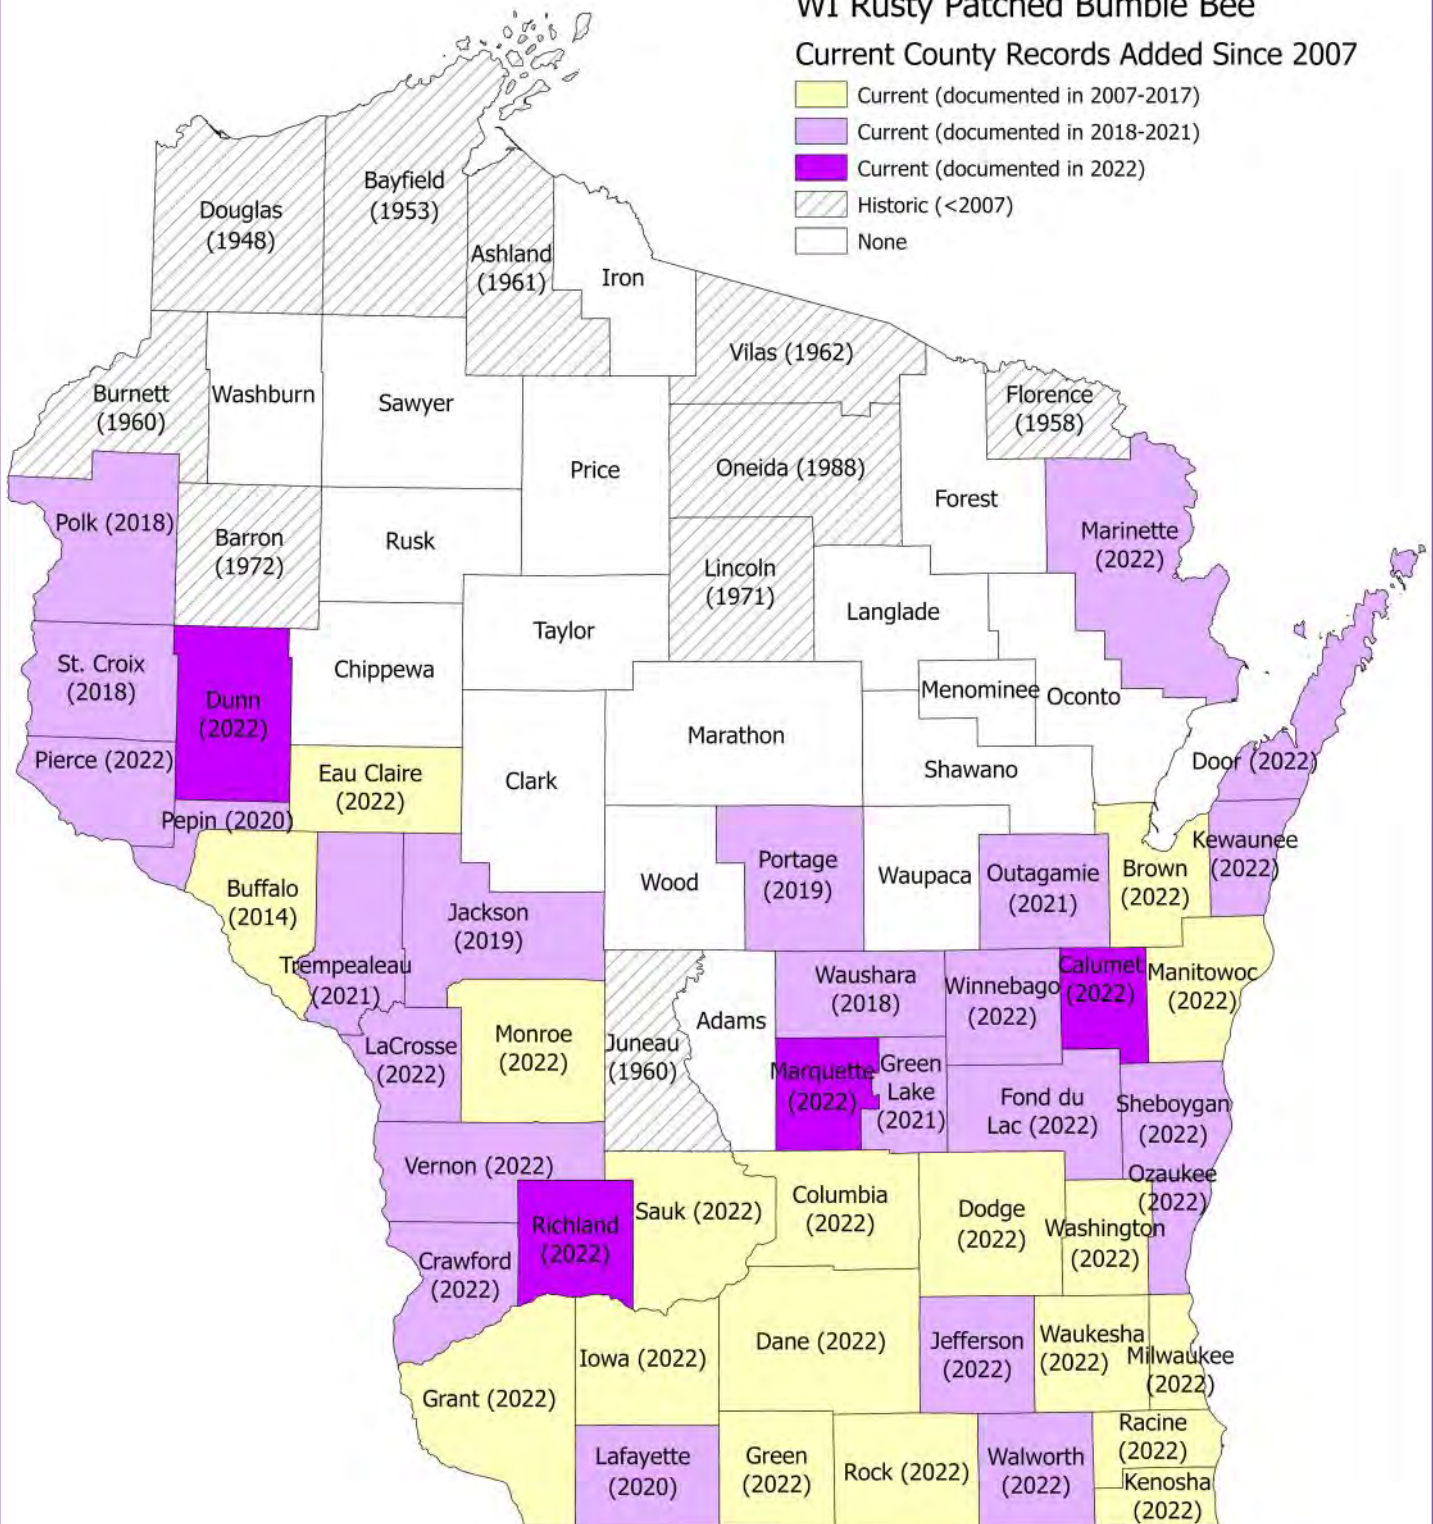 WI Rusty Patched Bumble Bee
Current County Records Added Since 2007
Current (documented in 2007-2017)
Current (documented in 2018-2021)
Current (documented in 2022)
Historic (<2007)
None
Douglas
(1948)
Bayfield
(1953)
Ashland
(1961)
Iron
Vilas (1962)
Burnett
(1960)
Washburn
Sawyer
Price
Oneida (1988)
Florence
(1958)
Forest
Marinette
(2022)
Polk (2018)
Barron
(1972)
Rusk
Lincoln
(1971)
Langlade
Taylor
St. Croix
(2018)
Dunn
(2022)
Chippewa
Menominee
Oconto
Marathon
Pierce (2022)
Eau Claire
(2022)
Clark
Shawano
Door (2022)
Pepin (2020)
Buffalo
(2014)
Wood
Portage
(2019)
Waupaca
Outagamie
(2021)
Brown
(2022)
Kewaunee
(2022)
Trempealeau
(2021)
Jackson
(2019)
Waushara
(2018)
Winnebago
(2022)
Calumet
(2022)
Manitowoc
(2022)
LaCrosse
(2022)
Monroe
(2022)
Juneau
(1960)
Adams
Marquette
(2022)
Green
Lake
(2021)
Fond du
Lac (2022)
Sheboygan
(2022)
Vernon (2022)
Ozaukee
(2022)
Richland
(2022)
Sauk (2022)
Columbia
(2022)
Dodge
(2022)
Washington
(2022)
Crawford
(2022)
Grant (2022)
Iowa (2022)
Dane (2022)
Jefferson
(2022)
Waukesha
(2022)
Milwaukee
(2022)
Lafayette
(2020)
Green
(2022)
Rock (2022)
Walworth
(2022)
Racine
(2022)
Kenosha
(2022)